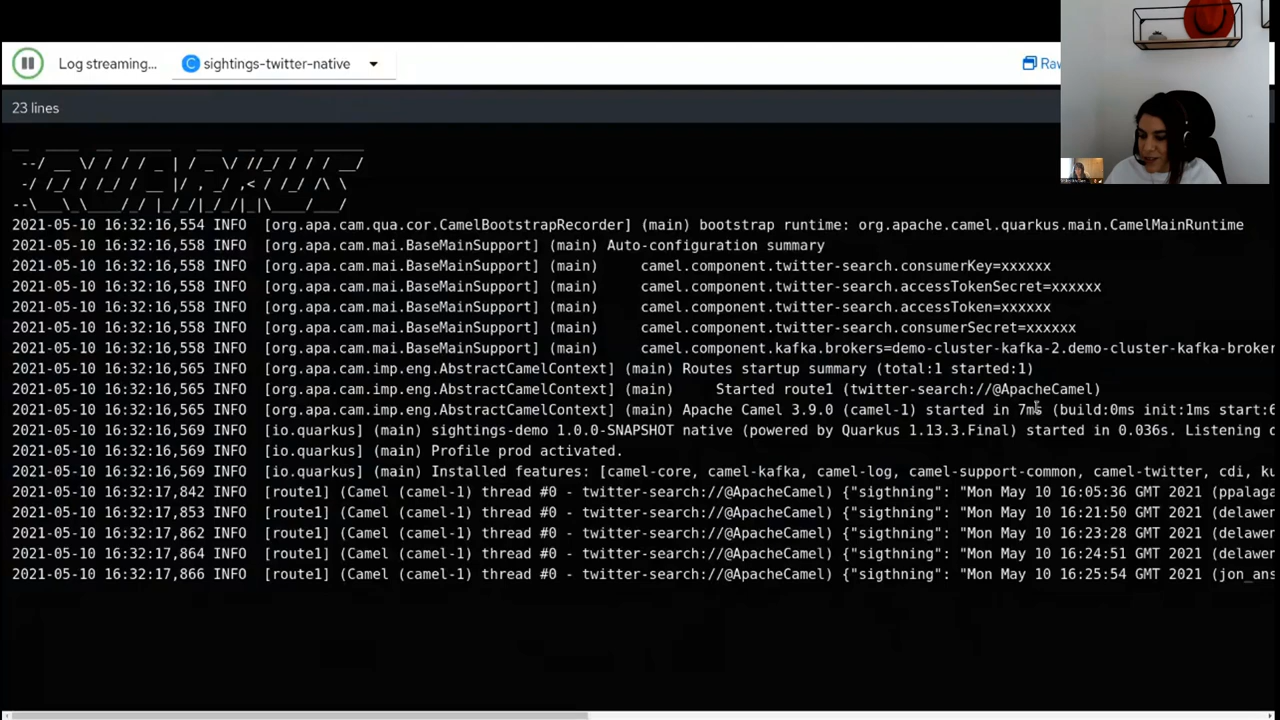 Log streaming... C sightings-twitter-native Raw
23 lines
2021-05-10 16:32:16,554 INFO [org.apa.cam.qua.cor.CamelBootstrapRecorder] (main) bootstrap runtime: org.apache.camel.quarkus.main.CamelMainRuntime
2021-05-10 16:32:16,558 INFO [org.apa.cam.mai.BaseMainSupport] (main) Auto-configuration summary
2021-05-10 16:32:16,558 INFO [org.apa.cam.mai.BaseMainSupport] (main) camel.component.twitter-search.consumerKey=xxxxxx
2021-05-10 16:32:16,558 INFO [org.apa.cam.mai.BaseMainSupport] (main) camel.component.twitter-search.accessTokenSecret=xxxxxx
2021-05-10 16:32:16,558 INFO [org.apa.cam.mai.BaseMainSupport] (main) camel.component.twitter-search.accessToken=xxxxxx
2021-05-10 16:32:16,558 INFO [org.apa.cam.mai.BaseMainSupport] (main) camel.component.twitter-search.consumerSecret=xxxxxx
2021-05-10 16:32:16,558 INFO [org.apa.cam.mai.BaseMainSupport] (main) camel.component.kafka.brokers=demo-cluster-kafka-2.demo-cluster-kafka-broker
2021-05-10 16:32:16,565 INFO [org.apa.cam.imp.eng.AbstractCamelContext] (main) Routes startup summary (total:1 started:1)
2021-05-10 16:32:16,565 INFO [org.apa.cam.imp.eng.AbstractCamelContext] (main) Started route1 (twitter-search://@ApacheCamel)
2021-05-10 16:32:16,565 INFO [org.apa.cam.imp.eng.AbstractCamelContext] (main) Apache Camel 3.9.0 (camel-1) started in 7ms (build:0ms init:1ms start:6
2021-05-10 16:32:16,569 INFO [io.quarkus] (main) sightings-demo 1.0.0-SNAPSHOT native (powered by Quarkus 1.13.3.Final) started in 0.036s. Listening o
2021-05-10 16:32:16,569 INFO [io.quarkus] (main) Profile prod activated.
2021-05-10 16:32:16,569 INFO [io.quarkus] (main) Installed features: [camel-core, camel-kafka, camel-log, camel-support-common, camel-twitter, cdi, ku
2021-05-10 16:32:17,842 INFO [route1] (Camel (camel-1) thread #0 - twitter-search://@ApacheCamel) {"sigthning": "Mon May 10 16:05:36 GMT 2021 (ppalaga
2021-05-10 16:32:17,853 INFO [route1] (Camel (camel-1) thread #0 - twitter-search://@ApacheCamel) {"sigthning": "Mon May 10 16:21:50 GMT 2021 (delawen
2021-05-10 16:32:17,862 INFO [route1] (Camel (camel-1) thread #0 - twitter-search://@ApacheCamel) {"sigthning": "Mon May 10 16:23:28 GMT 2021 (delawen
2021-05-10 16:32:17,864 INFO [route1] (Camel (camel-1) thread #0 - twitter-search://@ApacheCamel) {"sigthning": "Mon May 10 16:24:51 GMT 2021 (delawen
2021-05-10 16:32:17,866 INFO [route1] (Camel (camel-1) thread #0 - twitter-search://@ApacheCamel) {"sigthning": "Mon May 10 16:25:54 GMT 2021 (jon_ans